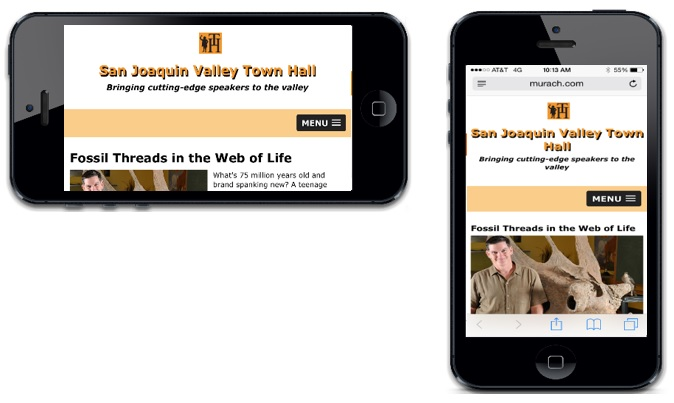 San Joaquin Valley Town Hall
Bringing cutting-edge speakers to the valley
MENU
Fossil Threads in the Web of Life
What's 75 million years old and
brand spanking new? A teenage
AT&T 4G 10:13 AM 55%
murach.com
San Joaquin Valley Town
Hall
Bringing cutting-edge speakers to the
valley
MENU
Fossil Threads in the Web of Life